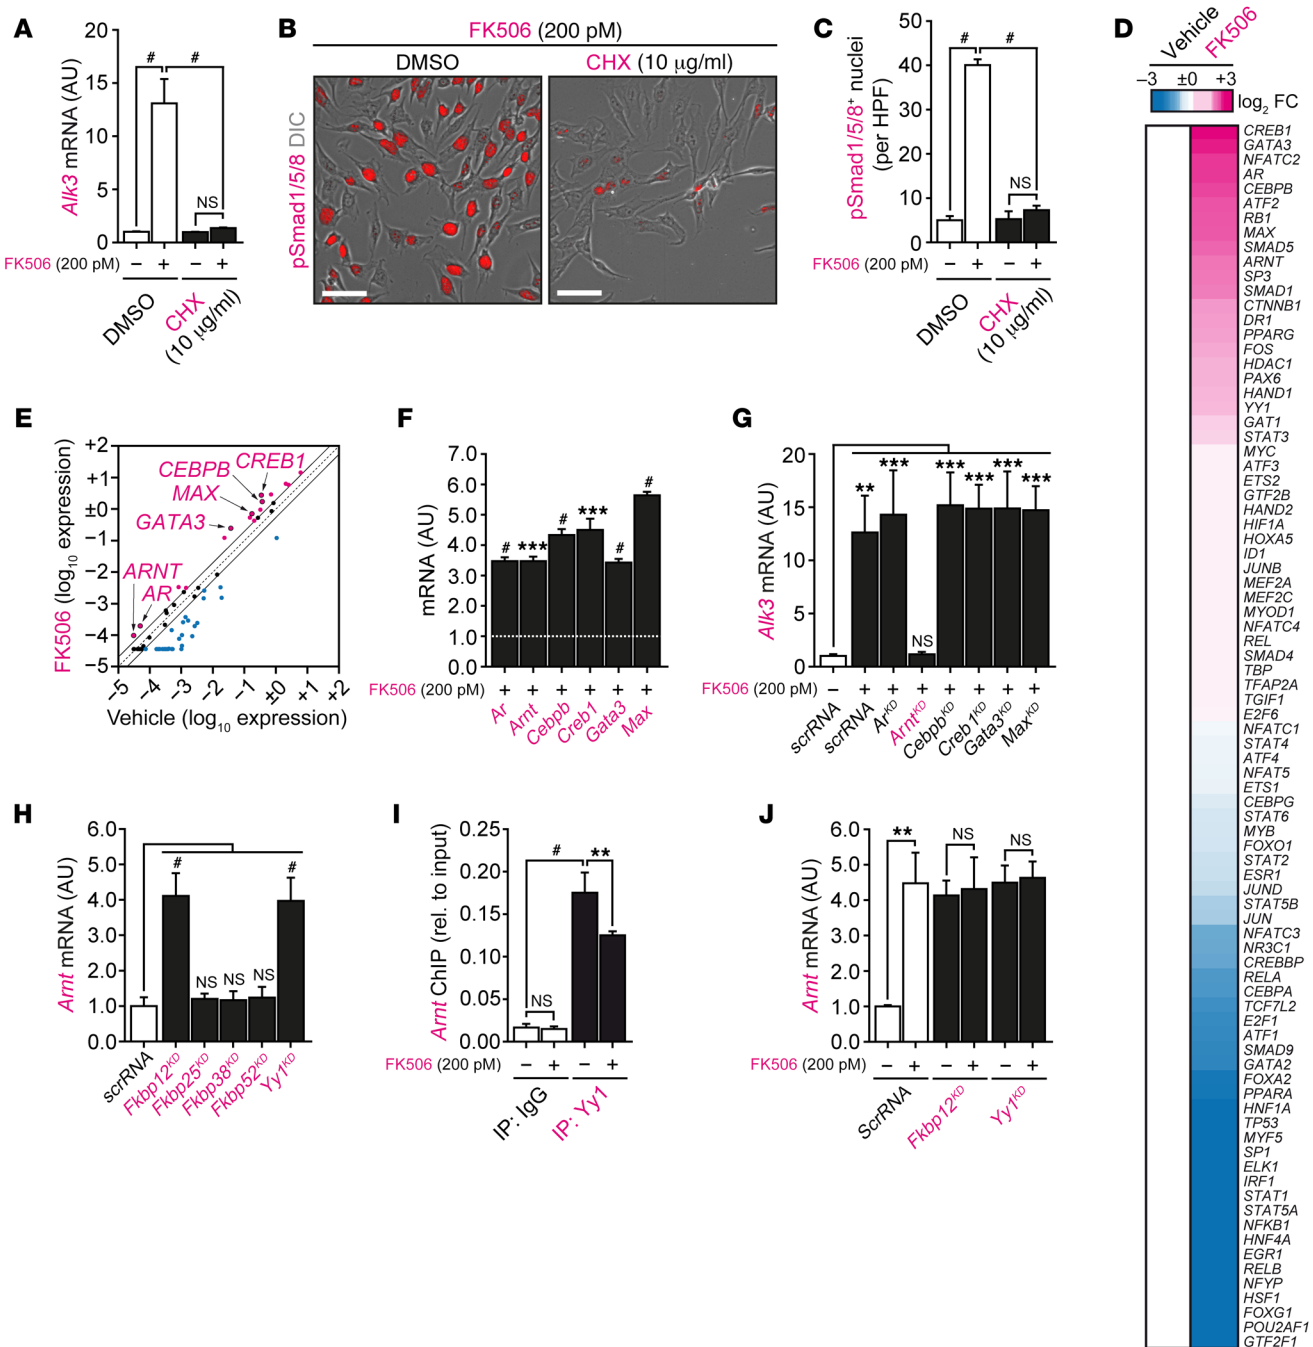 A
Alk3 mRNA (AU)
20
15
10
5
0
#
#
NS
FK506 (200 pM)
– + – +
DMSO
CHX
(10 μg/ml)
B
FK506 (200 pM)
DMSO
CHX (10 μg/ml)
pSmad1/5/8 DIC
C
pSmad1/5/8+ nuclei
(per HPF)
50
40
30
20
10
0
#
#
NS
FK506 (200 pM)
– + – +
DMSO
CHX
(10 μg/ml)
D
Vehicle
FK506
–3 ±0 +3
log2 FC
CREB1
GATA3
NFATC2
AR
CEBPB
ATF2
RB1
MAX
SMAD5
ARNT
SP3
SMAD1
CTNNB1
DR1
PPARG
FOS
HDAC1
PAX6
HAND1
YY1
GAT1
STAT3
MYC
ATF3
ETS2
GTF2B
HAND2
HIF1A
HOXA5
ID1
JUNB
MEF2A
MEF2C
MYOD1
NFATC4
REL
SMAD4
TBP
TFAP2A
TGIF1
E2F6
NFATC1
STAT4
ATF4
NFAT5
ETS1
CEBPG
STAT6
MYB
FOXO1
STAT2
ESR1
JUND
STAT5B
JUN
NFATC3
NR3C1
CREBBP
RELA
CEBPA
TCF7L2
E2F1
ATF1
SMAD9
GATA2
FOXA2
PPARA
HNF1A
TP53
MYF5
SP1
ELK1
IRF1
STAT1
STAT5A
NFKB1
HNF4A
EGR1
RELB
NFYP
HSF1
FOXG1
POU2AF1
GTF2F1
E
FK506 (log10 expression)
+2
+1
±0
–1
–2
–3
–4
–5
CEBPB
CREB1
MAX
GATA3
ARNT
AR
–5 –4 –3 –2 –1 ±0 +1 +2
Vehicle (log10 expression)
F
mRNA (AU)
7.0
6.0
5.0
4.0
3.0
2.0
1.0
0.0
# *** # *** # #
FK506 (200 pM)
+ + + + + +
Ar
Arnt
Cebpb
Creb1
Gata3
Max
G
Alk3 mRNA (AU)
20
15
10
5
0
** *** NS *** *** *** ***
FK506 (200 pM)
– + + + + + + +
scrRNA
scrRNA
ArKD
ArntKD
CebpbKD
Creb1KD
Gata3KD
MaxKD
H
Arnt mRNA (AU)
6.0
5.0
4.0
3.0
2.0
1.0
0.0
# NS NS NS #
scrRNA
Fkbp12KD
Fkbp25KD
Fkbp38KD
Fkbp52KD
Yy1KD
I
Arnt ChIP (rel. to input)
0.25
0.20
0.15
0.10
0.05
0.00
#
**
NS
FK506 (200 pM)
– + – +
IP: IgG
IP: Yy1
J
Arnt mRNA (AU)
6.0
5.0
4.0
3.0
2.0
1.0
0.0
** NS NS
FK506 (200 pM)
– + – + – +
ScrRNA
Fkbp12KD
Yy1KD